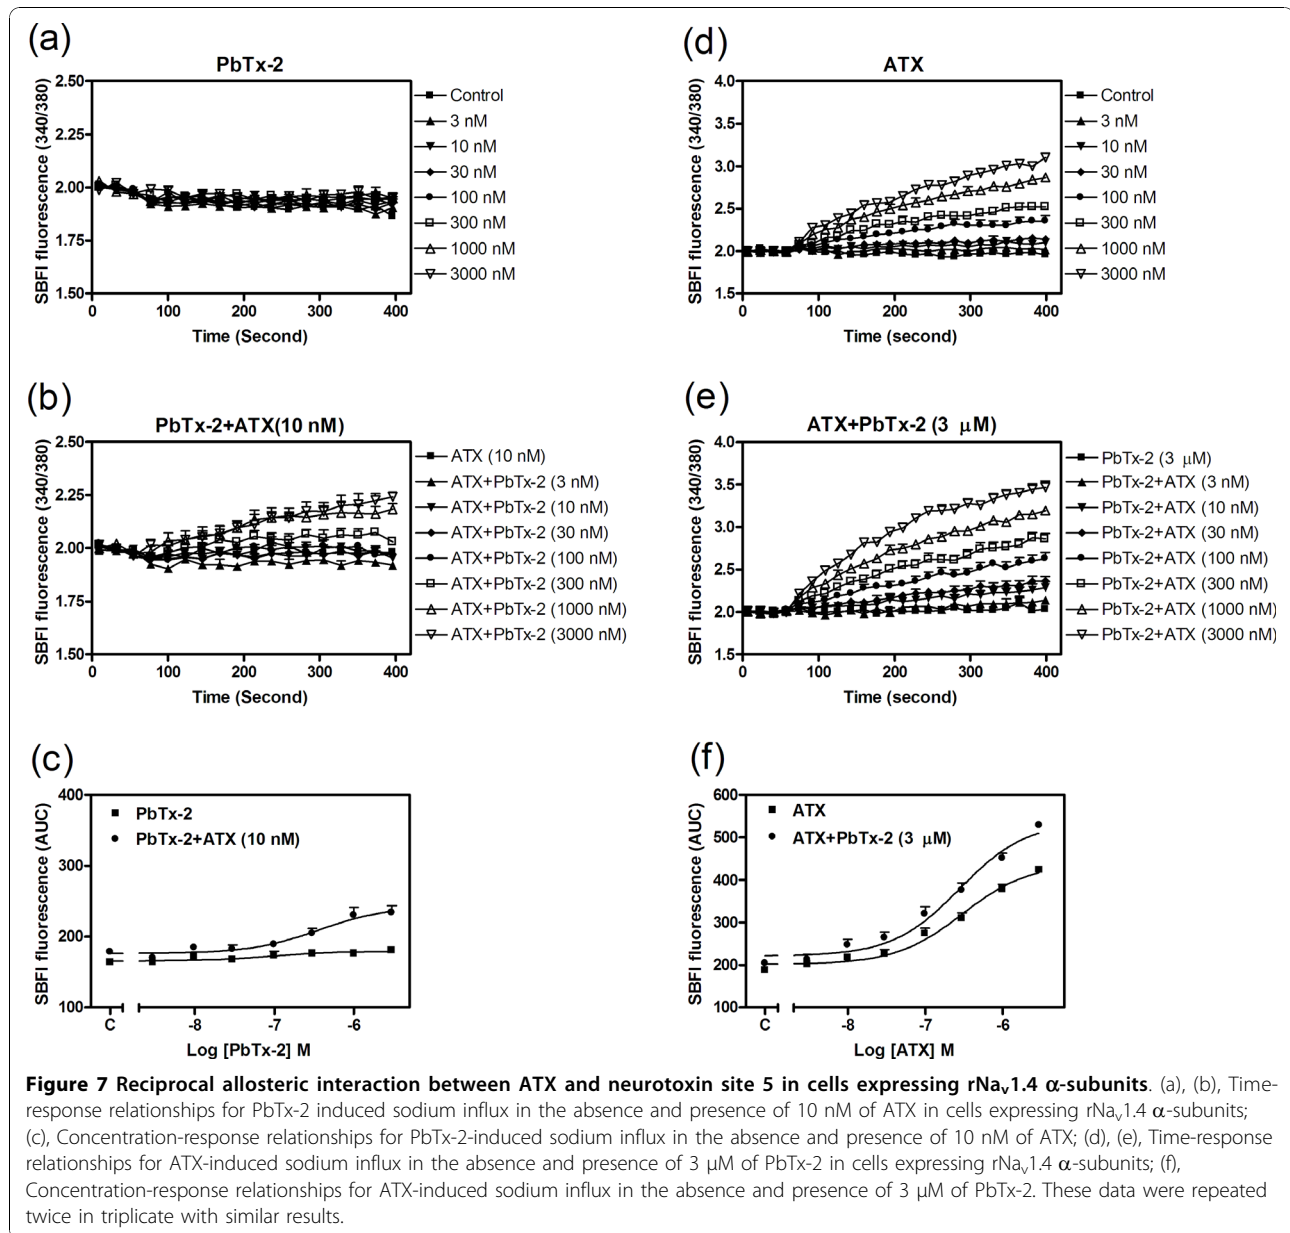 (a)
PbTx-2
SBFI fluorescence (340/380)
2.50
2.25
2.00
1.75
1.50
0 100 200 300 400
Time (Second)
Control
3 nM
10 nM
30 nM
100 nM
300 nM
1000 nM
3000 nM
(d)
ATX
SBFI fluorescence (340/380)
4.0
3.5
3.0
2.5
2.0
1.5
0 100 200 300 400
Time (second)
Control
3 nM
10 nM
30 nM
100 nM
300 nM
1000 nM
3000 nM
(b)
PbTx-2+ATX(10 nM)
SBFI fluorescence (340/380)
2.50
2.25
2.00
1.75
1.50
0 100 200 300 400
Time (Second)
ATX (10 nM)
ATX+PbTx-2 (3 nM)
ATX+PbTx-2 (10 nM)
ATX+PbTx-2 (30 nM)
ATX+PbTx-2 (100 nM)
ATX+PbTx-2 (300 nM)
ATX+PbTx-2 (1000 nM)
ATX+PbTx-2 (3000 nM)
(e)
ATX+PbTx-2 (3 μM)
SBFI fluorescence (340/380)
4.0
3.5
3.0
2.5
2.0
1.5
0 100 200 300 400
Time (second)
PbTx-2 (3 μM)
PbTx-2+ATX (3 nM)
PbTx-2+ATX (10 nM)
PbTx-2+ATX (30 nM)
PbTx-2+ATX (100 nM)
PbTx-2+ATX (300 nM)
PbTx-2+ATX (1000 nM)
PbTx-2+ATX (3000 nM)
(c)
SBFI fluorescence (AUC)
400
300
200
100
PbTx-2
PbTx-2+ATX (10 nM)
C -8 -7 -6
Log [PbTx-2] M
(f)
SBFI fluorescence (AUC)
600
500
400
300
200
100
ATX
ATX+PbTx-2 (3 μM)
C -8 -7 -6
Log [ATX] M
Figure 7 Reciprocal allosteric interaction between ATX and neurotoxin site 5 in cells expressing rNav1.4 α-subunits. (a), (b), Time-
response relationships for PbTx-2 induced sodium influx in the absence and presence of 10 nM of ATX in cells expressing rNav1.4 α-subunits;
(c), Concentration-response relationships for PbTx-2-induced sodium influx in the absence and presence of 10 nM of ATX; (d), (e), Time-response
relationships for ATX-induced sodium influx in the absence and presence of 3 μM of PbTx-2 in cells expressing rNav1.4 α-subunits; (f),
Concentration-response relationships for ATX-induced sodium influx in the absence and presence of 3 μM of PbTx-2. These data were repeated
twice in triplicate with similar results.